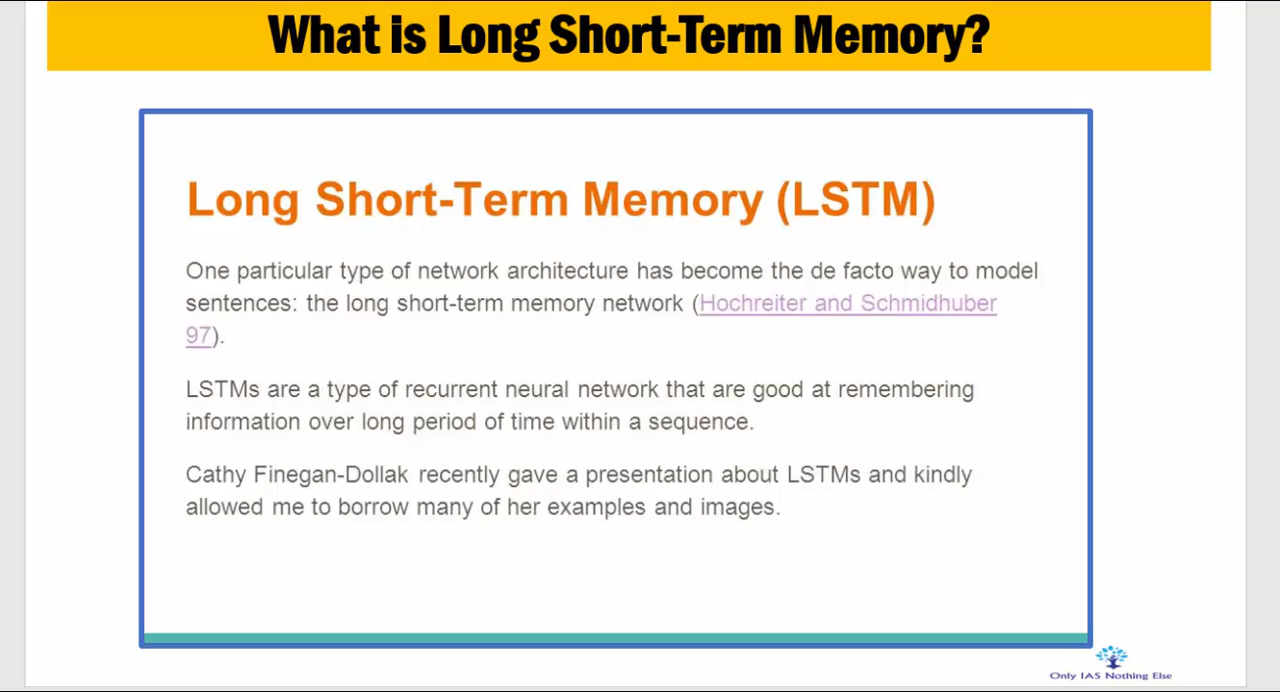 What is Long Short-Term Memory?
Long Short-Term Memory (LSTM)
One particular type of network architecture has become the de facto way to model
sentences: the long short-term memory network (Hochreiter and Schmidhuber
97).
LSTMs are a type of recurrent neural network that are good at remembering
information over long period of time within a sequence.
Cathy Finegan-Dollak recently gave a presentation about LSTMs and kindly
allowed me to borrow many of her examples and images.
Only IAS Nothing Else